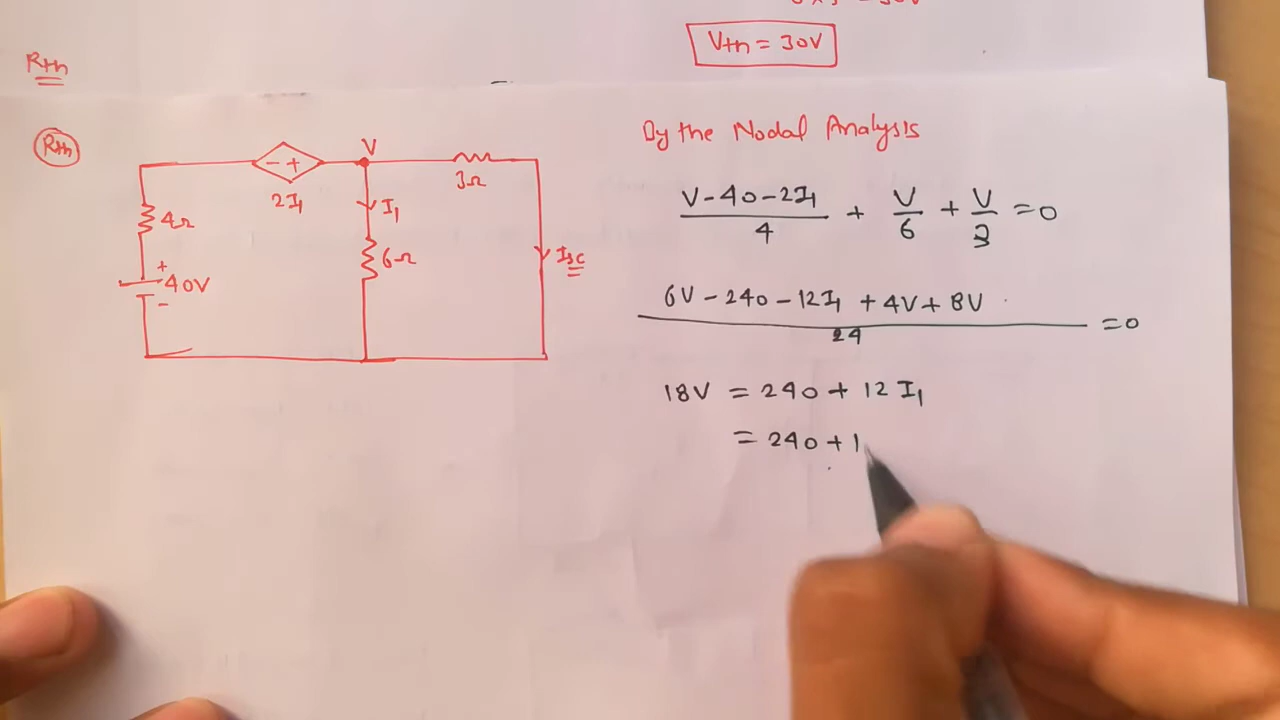 Vth = 30V
Rth
Rth
V
- +
2I1
3Ω
4Ω
I1
6Ω
Isc
+
40V
-
By the Nodal Analysis
V-40-2I1/4 + V/6 + V/3 = 0
6V - 240 - 12I1 + 4V + 8V/24 = 0
18V = 240 + 12 I1
= 240 + 1